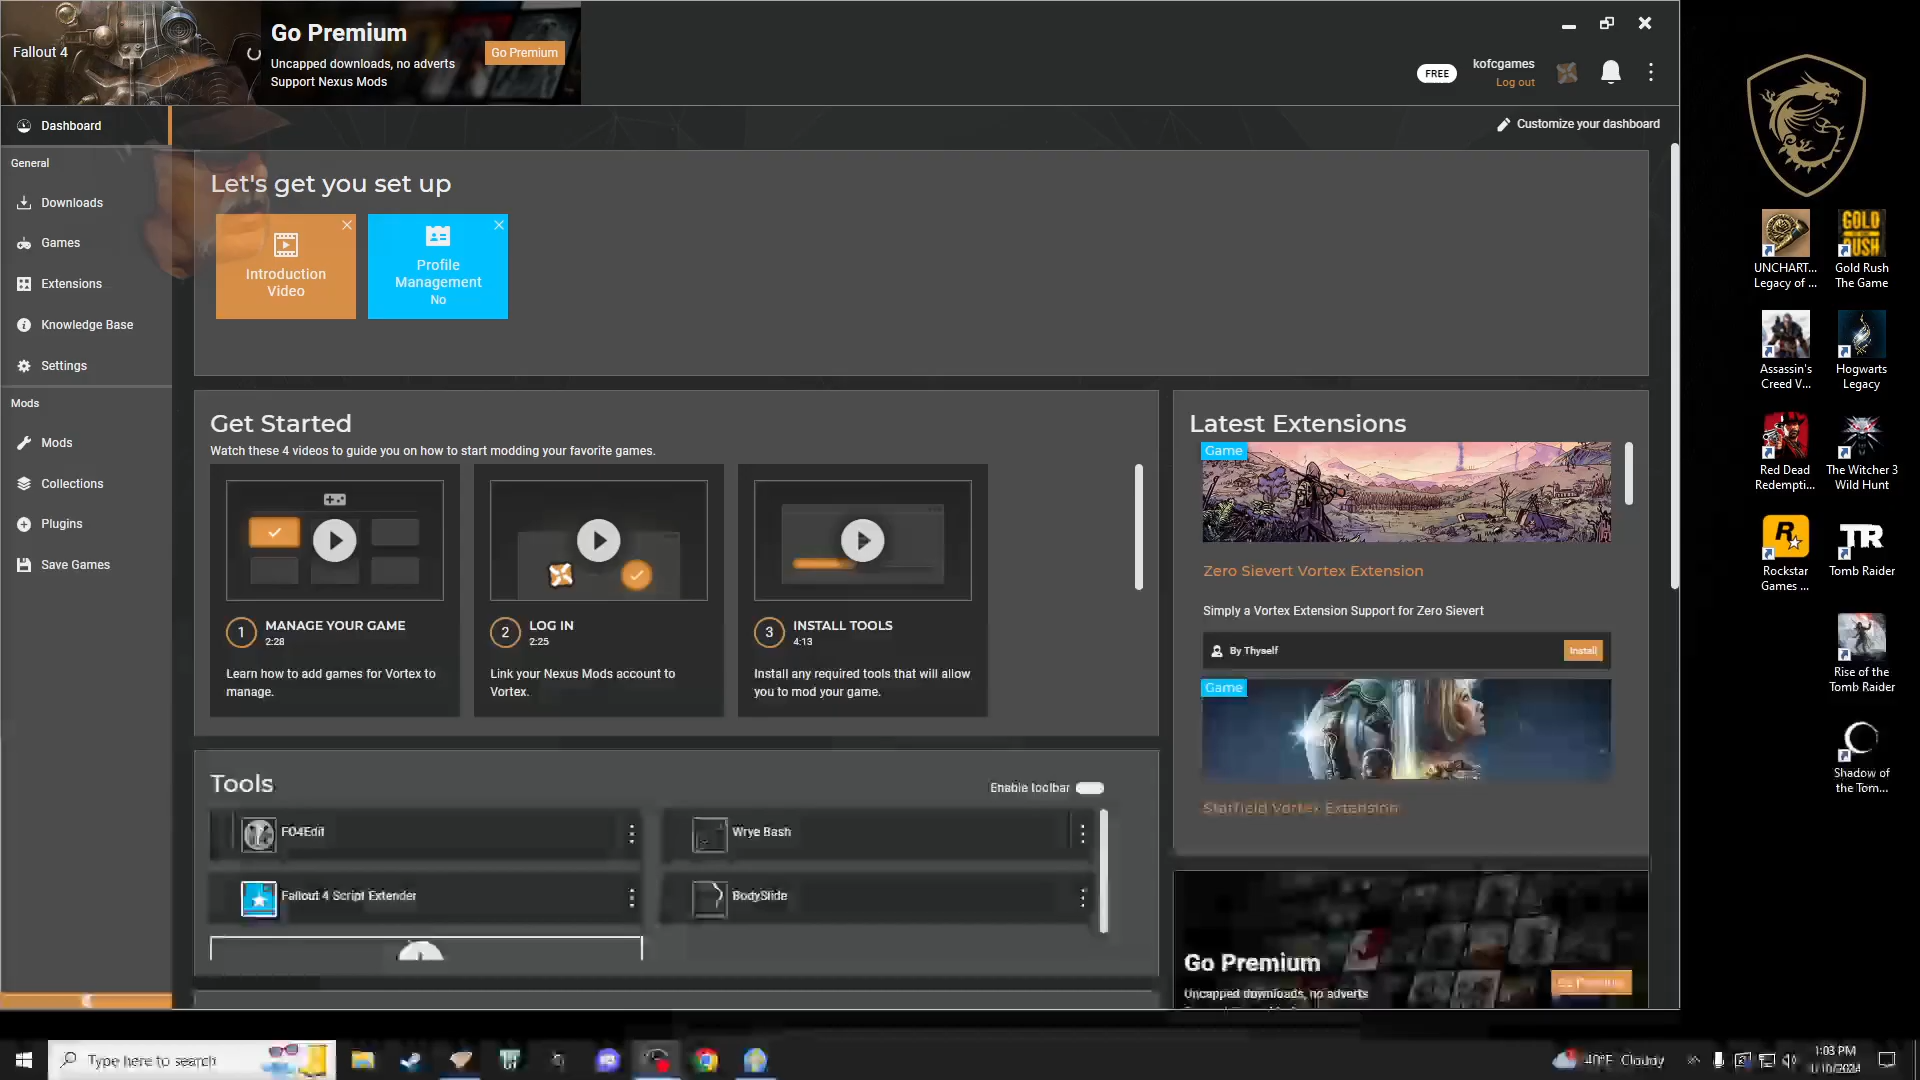 Fallout 4
Go Premium
Uncapped downloads, no adverts
Support Nexus Mods
Go Premium
FREE
kofcgames
Log out
Dashboard
Customize your dashboard
General
Downloads
Games
Extensions
Knowledge Base
Settings
Mods
Mods
Collections
Plugins
Save Games
Let's get you set up
Introduction
Video
Profile
Management
No
Get Started
Watch these 4 videos to guide you on how to start modding your favorite games.
1
MANAGE YOUR GAME
2:28
Learn how to add games for Vortex to
manage.
2
LOG IN
2:25
Link your Nexus Mods account to
Vortex.
3
INSTALL TOOLS
4:13
Install any required tools that will allow
you to mod your game.
Latest Extensions
Game
Zero Sievert Vortex Extension
Simply a Vortex Extension Support for Zero Sievert
By Thyself
Install
Game
Starfield Vortex Extension
Tools
Enable toolbar
FO4Edit
Wrye Bash
Fallout 4 Script Extender
BodySlide
Go Premium
Uncapped downloads, no adverts
Go Premium
UNCHART...
Legacy of ...
GOLD
RUSH
Gold Rush
The Game
Assassin's
Creed V...
Hogwarts
Legacy
Red Dead
Redempti...
The Witcher 3
Wild Hunt
R
Rockstar
Games ...
TR
Tomb Raider
Rise of the
Tomb Raider
Shadow of
the Tom...
Type here to search
40°F Cloudy
1:03 PM
1/10/2024